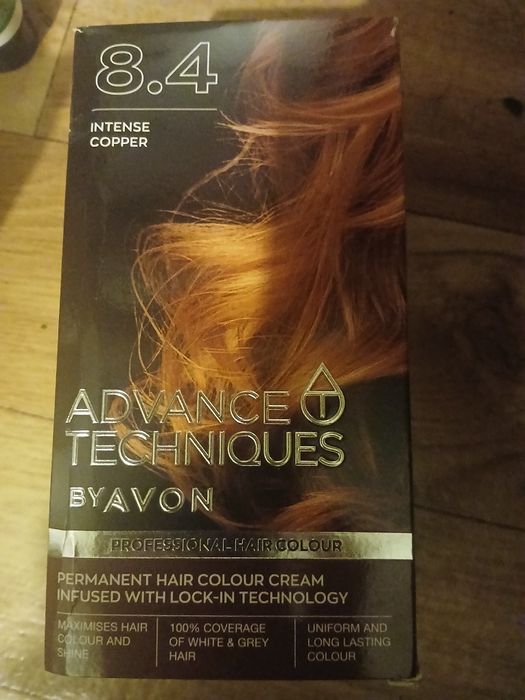 8.4
INTENSE
COPPER
ADVANCE
TECHNIQUES
BY AVON
PROFESSIONAL HAIR COLOUR
PERMANENT HAIR COLOUR CREAM
INFUSED WITH LOCK-IN TECHNOLOGY
MAXIMISES HAIR
COLOUR AND
SHINE
100% COVERAGE
OF WHITE & GREY
HAIR
UNIFORM AND
LONG LASTING
COLOUR